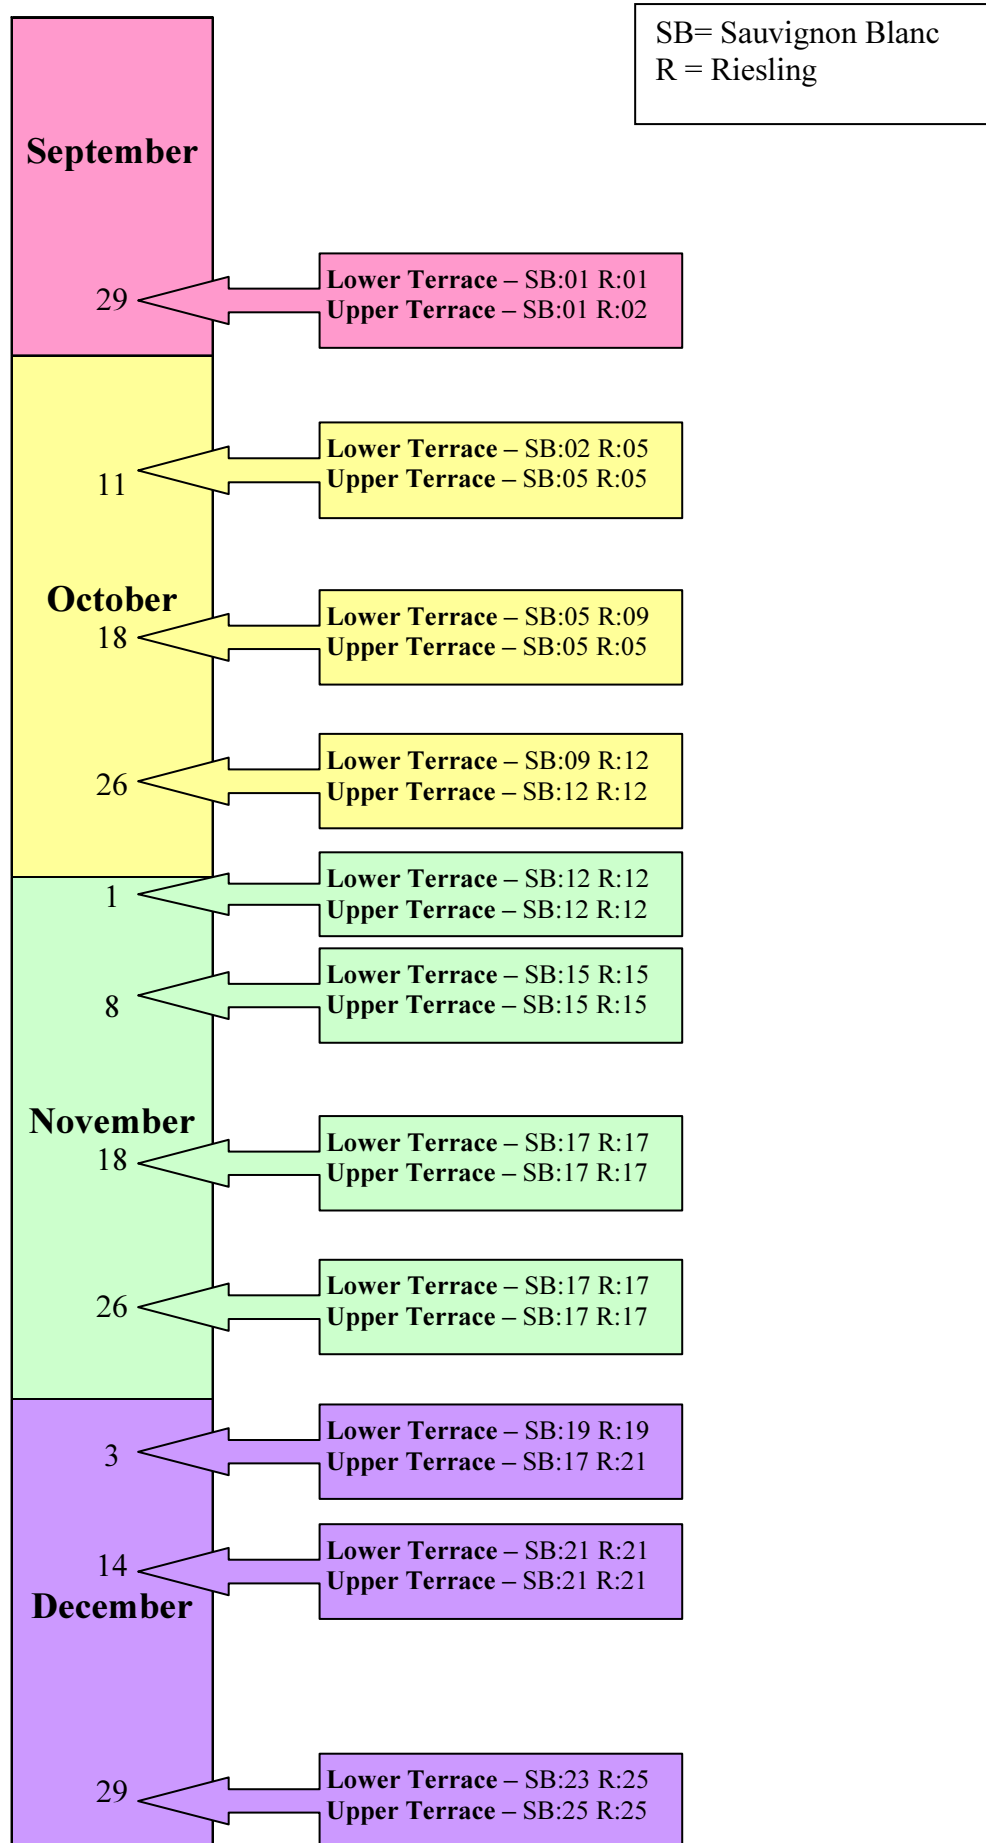 SB= Sauvignon Blanc
R = Riesling
September
29
Lower Terrace – SB:01 R:01
Upper Terrace – SB:01 R:02
11
Lower Terrace – SB:02 R:05
Upper Terrace – SB:05 R:05
October
18
Lower Terrace – SB:05 R:09
Upper Terrace – SB:05 R:05
26
Lower Terrace – SB:09 R:12
Upper Terrace – SB:12 R:12
1
Lower Terrace – SB:12 R:12
Upper Terrace – SB:12 R:12
8
Lower Terrace – SB:15 R:15
Upper Terrace – SB:15 R:15
November
18
Lower Terrace – SB:17 R:17
Upper Terrace – SB:17 R:17
26
Lower Terrace – SB:17 R:17
Upper Terrace – SB:17 R:17
3
Lower Terrace – SB:19 R:19
Upper Terrace – SB:17 R:21
14
Lower Terrace – SB:21 R:21
Upper Terrace – SB:21 R:21
December
29
Lower Terrace – SB:23 R:25
Upper Terrace – SB:25 R:25